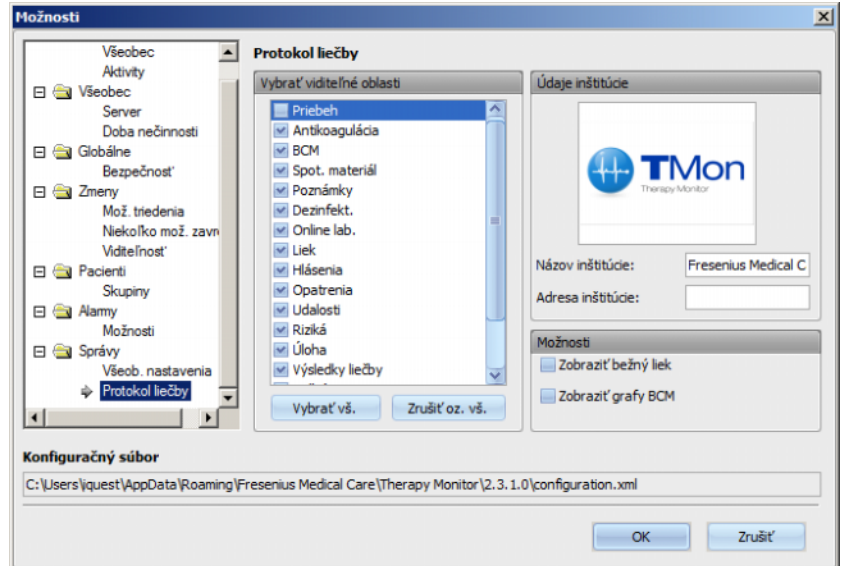 Možnosti
Všeobec
Aktivity
Všeobec
Server
Doba nečinnosti
Globálne
Bezpečnosť
Zmeny
Mož. triedenia
Niekoľko mož. zavr
Viditeľnosť
Pacienti
Skupiny
Alarmy
Možnosti
Správy
Všeob. nastavenia
Protokol liečby
Protokol liečby
Vybrať viditeľné oblasti
Priebeh
Antikoagulácia
BCM
Spot. materiál
Poznámky
Dezinfekt.
Online lab.
Liek
Hlásenia
Opatrenia
Udalosti
Riziká
Úloha
Výsledky liečby
Vybrať vš.
Zrušiť oz. vš.
Údaje inštitúcie
TMon
Therapy Monitor
Názov inštitúcie:
Fresenius Medical C
Adresa inštitúcie:
Možnosti
Zobraziť bežný liek
Zobraziť grafy BCM
Konfiguračný súbor
C:\Users\iquest\AppData\Roaming\Fresenius Medical Care\Therapy Monitor\2.3.1.0\configuration.xml
OK
Zrušiť